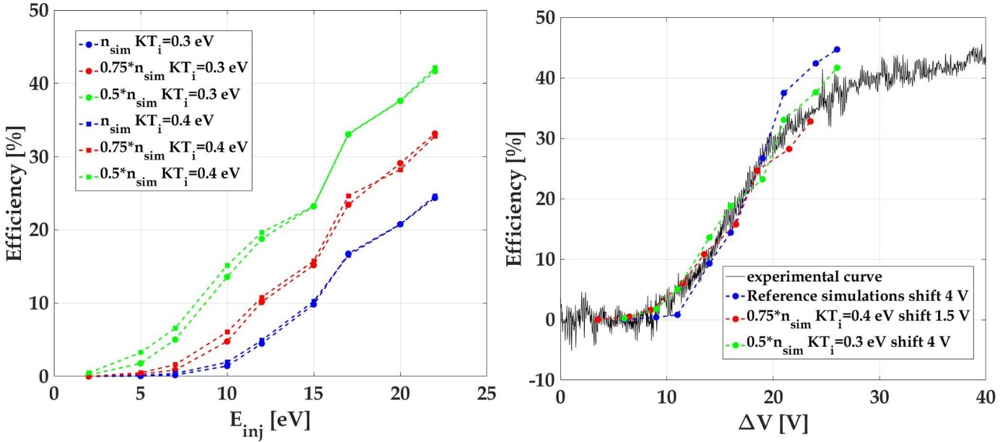 50
40
30
20
10
0
Efficiency [%]
n_sim KT_i=0.3 eV
0.75*n_sim KT_i=0.3 eV
0.5*n_sim KT_i=0.3 eV
n_sim KT_i=0.4 eV
0.75*n_sim KT_i=0.4 eV
0.5*n_sim KT_i=0.4 eV
0 5 10 15 20 25
E_inj [eV]
50
40
30
20
10
0
-10
Efficiency [%]
experimental curve
Reference simulations shift 4 V
0.75*n_sim KT_i=0.4 eV shift 1.5 V
0.5*n_sim KT_i=0.3 eV shift 4 V
0 10 20 30 40
ΔV [V]